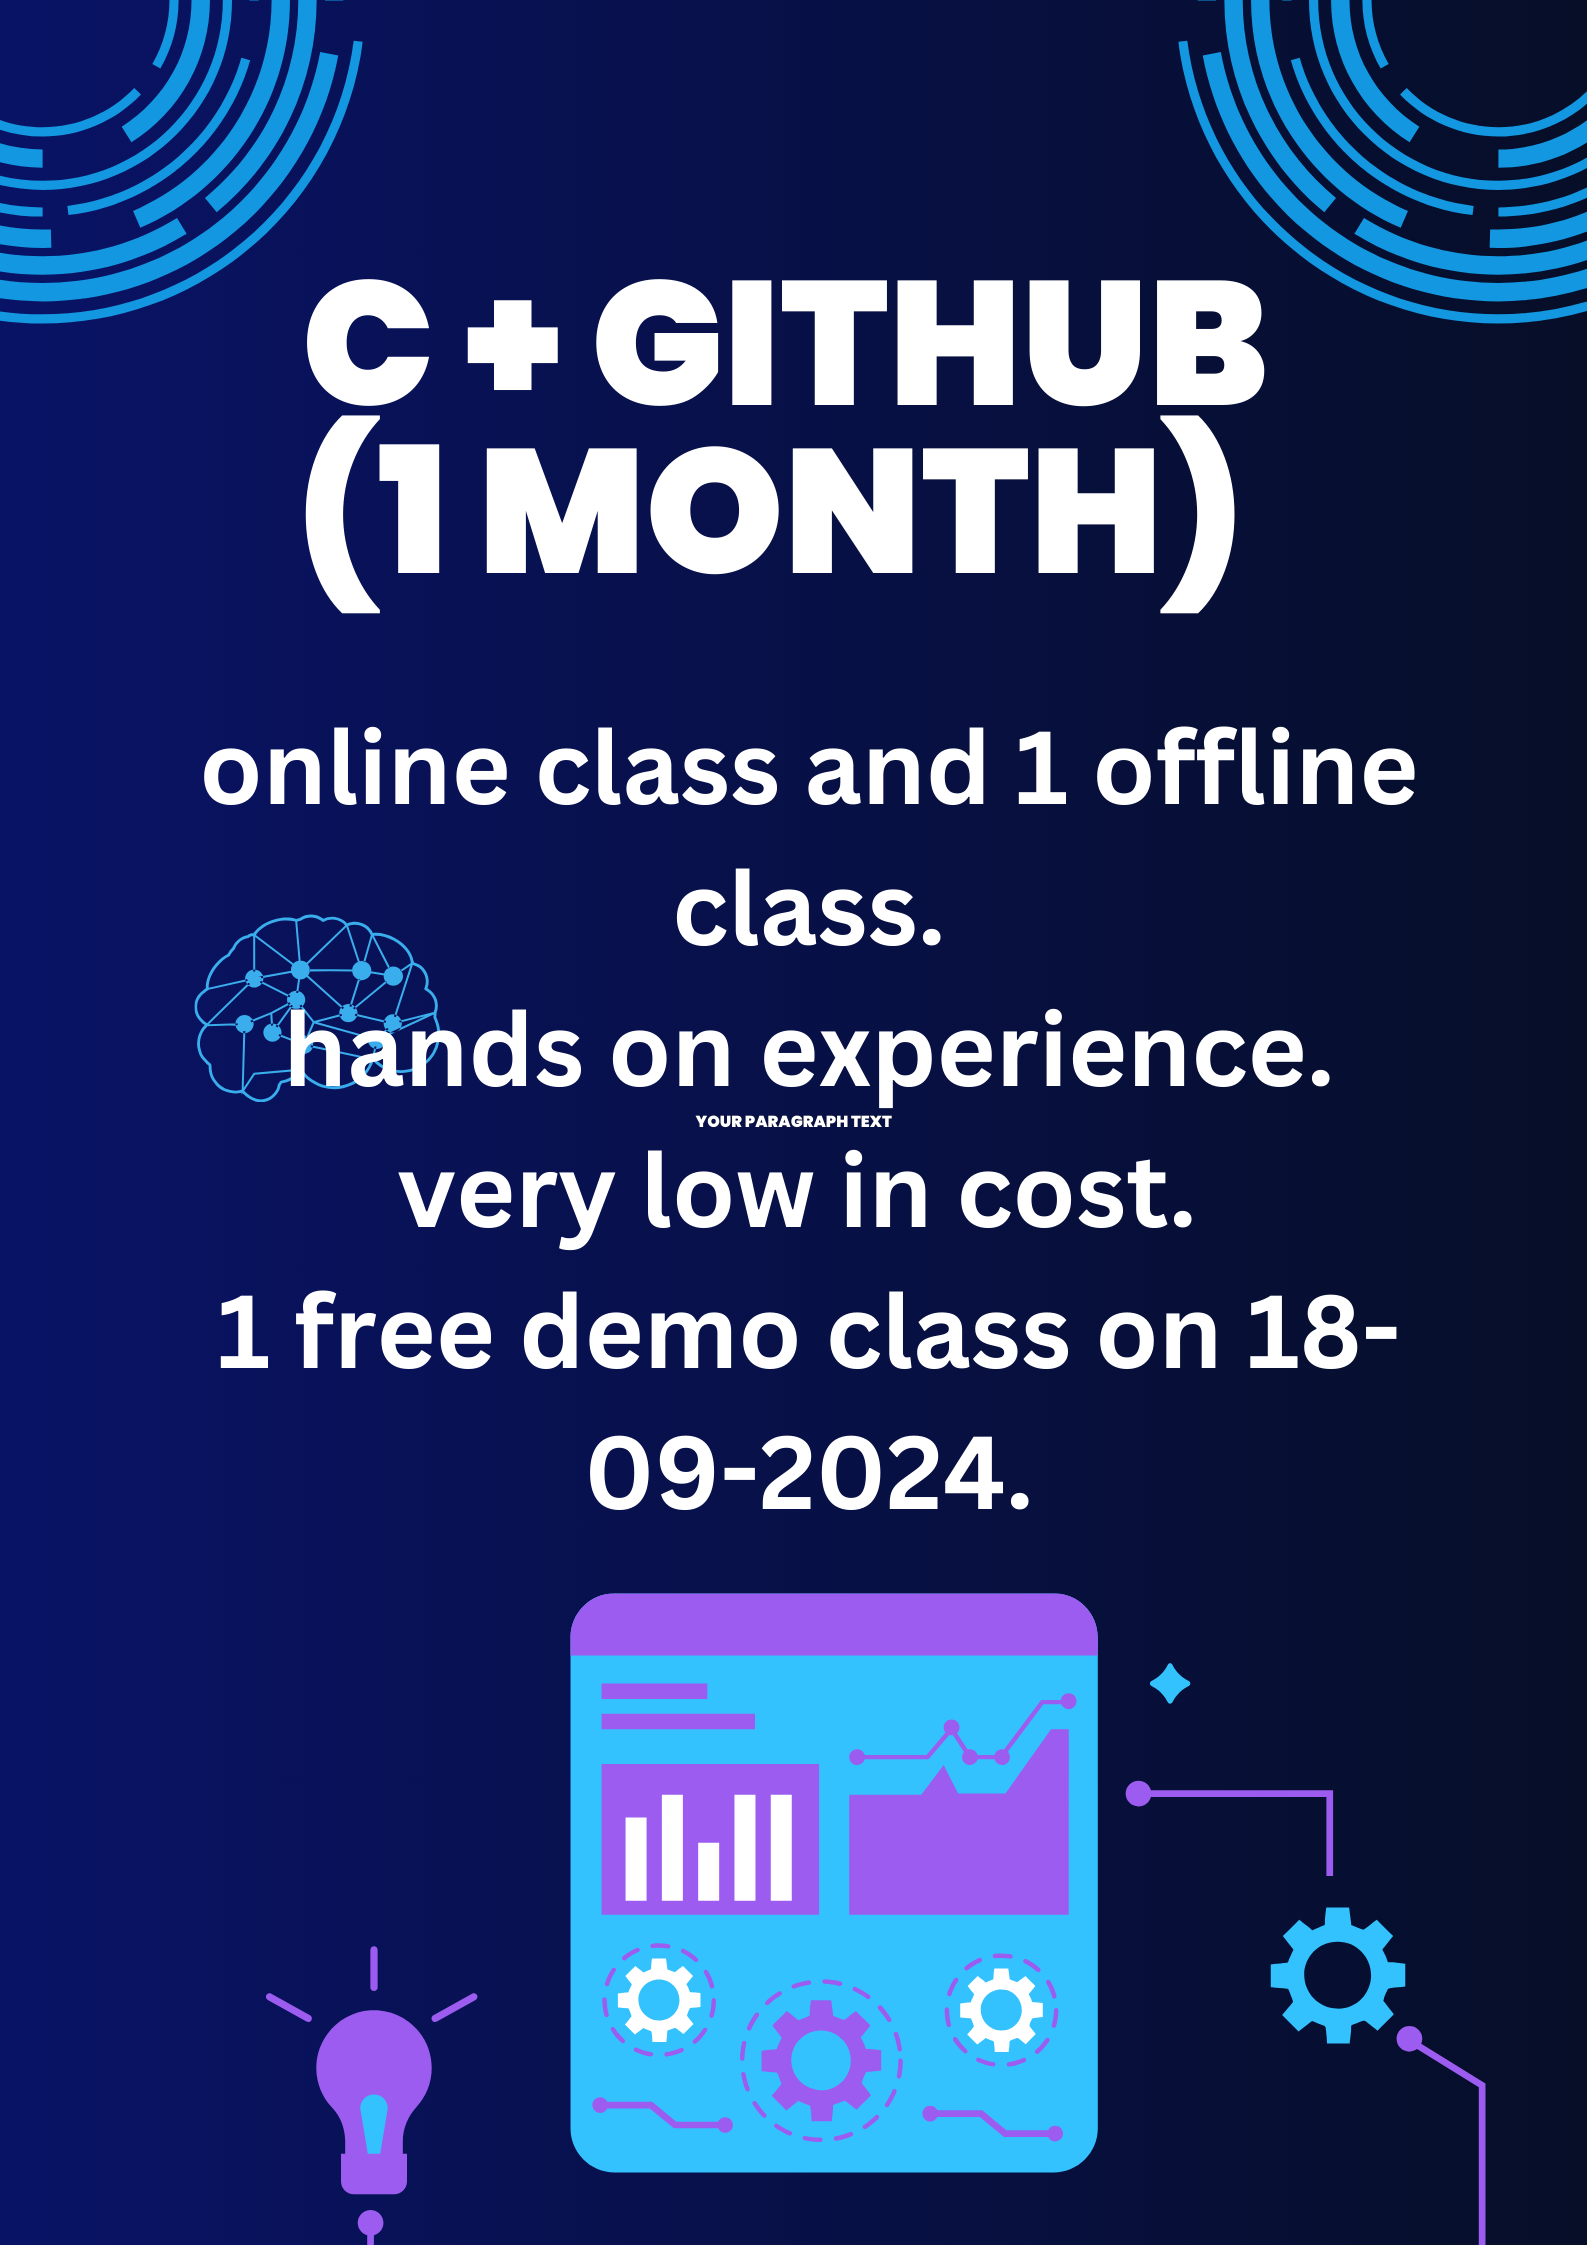 C + GITHUB
(1 MONTH)
online class and 1 offline
class.
hands on experience.
YOUR PARAGRAPH TEXT
very low in cost.
1 free demo class on 18-
09-2024.